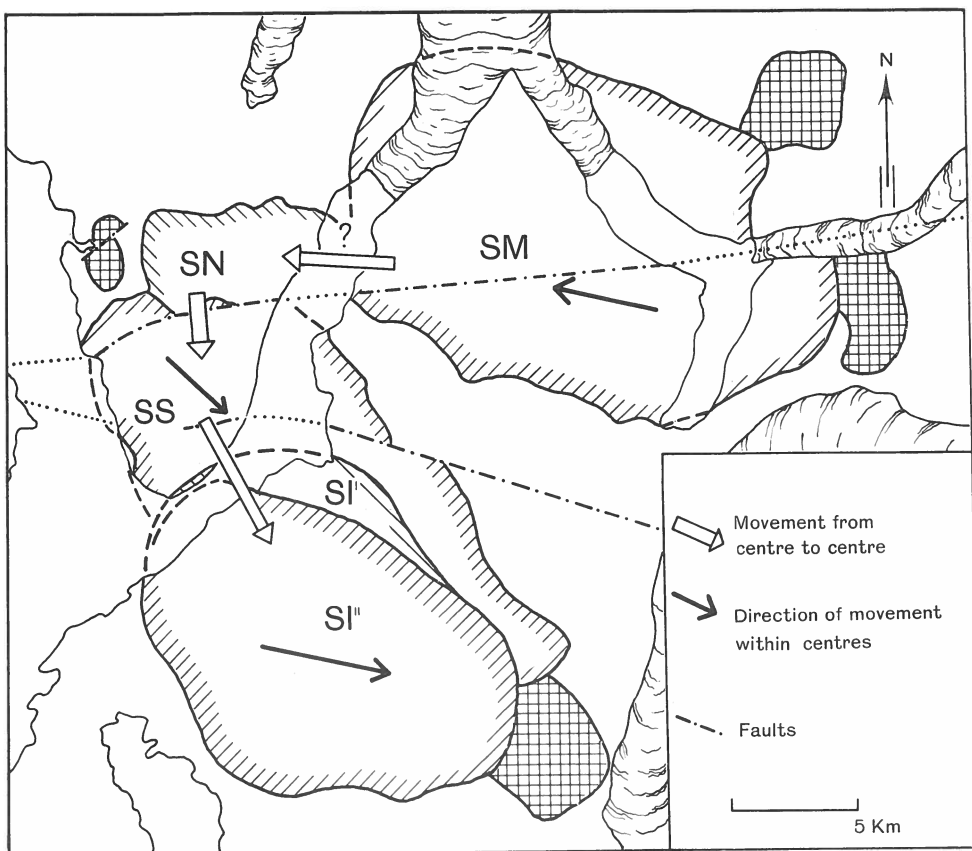 N
SM
SN
?
SS
SI'
SI"
Movement from
centre to centre
Direction of movement
within centres
Faults
5 Km